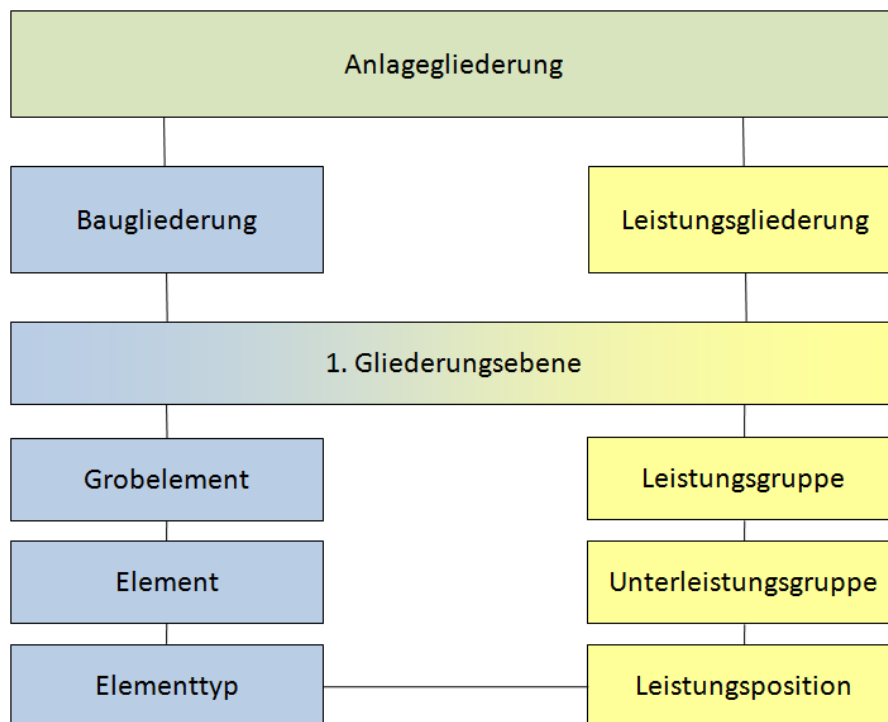 Anlagegliederung
Baugliederung
Leistungsgliederung
1. Gliederungsebene
Grobelement
Leistungsgruppe
Element
Unterleistungsgruppe
Elementtyp
Leistungsposition